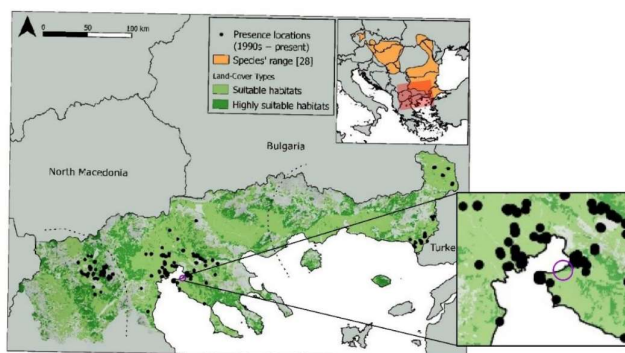 0 50 100 km
Presence locations
(1990s – present)
Species' range [28]
Land-Cover Types
Suitable habitats
Highly suitable habitats
Bulgaria
North Macedonia
Turke